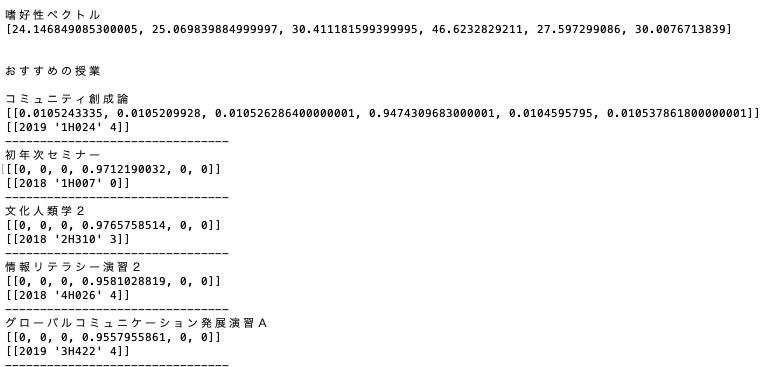 嗜好性ベクトル
[24.146849085300005, 25.069839884999997, 30.411181599399995, 46.6232829211, 27.597299086, 30.0076713839]
おすすめの授業
コミュニティ創成論
[[0.0105243335, 0.0105209928, 0.010526286400000001, 0.9474309683000001, 0.0104595795, 0.010537861800000001]]
[[2019 '1H024' 4]]
--------------------------------
初年次セミナー
[[0, 0, 0, 0.9712190032, 0, 0]]
[[2018 '1H007' 0]]
--------------------------------
文化人類学２
[[0, 0, 0, 0.9765758514, 0, 0]]
[[2018 '2H310' 3]]
--------------------------------
情報リテラシー演習２
[[0, 0, 0, 0.9581028819, 0, 0]]
[[2018 '4H026' 4]]
--------------------------------
グローバルコミュニケーション発展演習Ａ
[[0, 0, 0, 0.9557955861, 0, 0]]
[[2019 '3H422' 4]]
--------------------------------